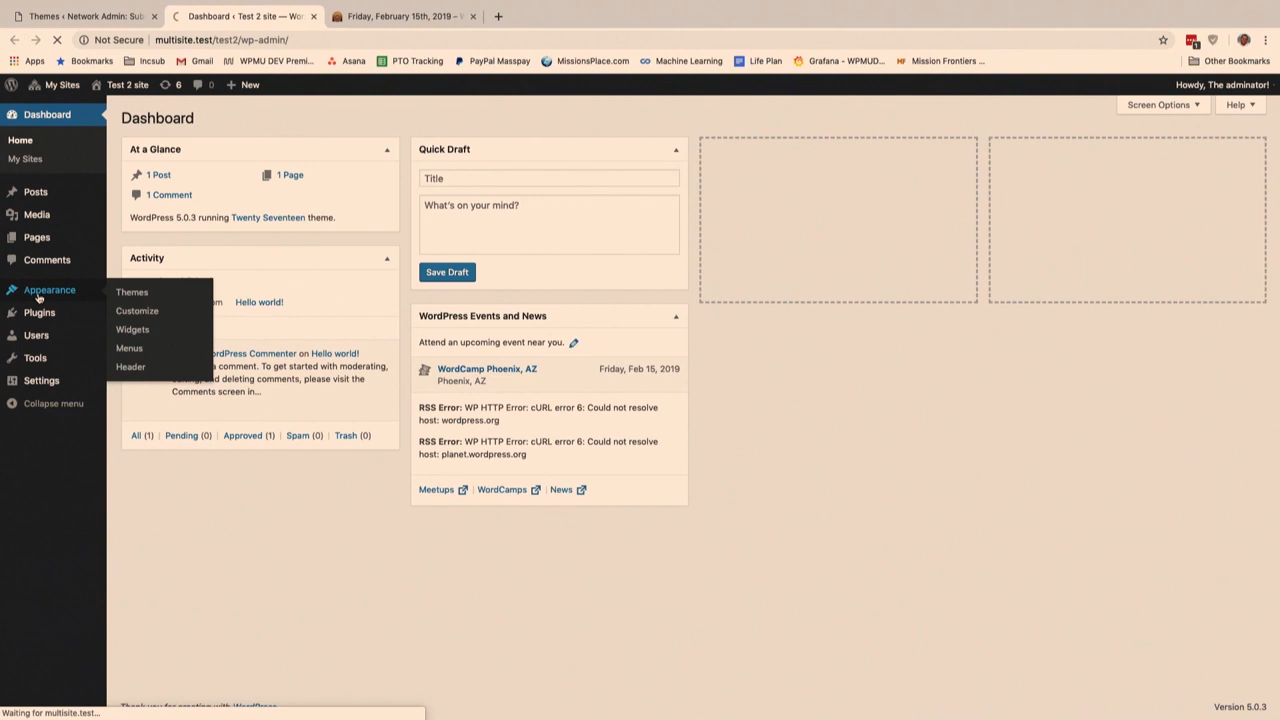 Themes ‹ Network Admin: Sub
Dashboard ‹ Test 2 site — Wor
Friday, February 15th, 2019 –
Not Secure multisite.test/test2/wp-admin/
Apps Bookmarks Incsub Gmail WPMU DEV Premi... Asana PTO Tracking PayPal Masspay MissionsPlace.com Machine Learning Life Plan Grafana - WPMUD... Mission Frontiers ... Other Bookmarks
My Sites Test 2 site 6 0 New Howdy, The adminator!
Screen Options Help
Dashboard
Home
My Sites
Posts
Media
Pages
Comments
Appearance
Plugins
Users
Tools
Settings
Collapse menu
Themes
Customize
Widgets
Menus
Header
Dashboard
At a Glance
1 Post 1 Page
1 Comment
WordPress 5.0.3 running Twenty Seventeen theme.
Activity
m Hello world!
rdPress Commenter on Hello world!
a comment. To get started with moderating,
and deleting comments, please visit the
Comments screen in...
All (1) | Pending (0) | Approved (1) | Spam (0) | Trash (0)
Quick Draft
Title
What's on your mind?
Save Draft
WordPress Events and News
Attend an upcoming event near you.
WordCamp Phoenix, AZ Friday, Feb 15, 2019
Phoenix, AZ
RSS Error: WP HTTP Error: cURL error 6: Could not resolve
host: wordpress.org
RSS Error: WP HTTP Error: cURL error 6: Could not resolve
host: planet.wordpress.org
Meetups | WordCamps | News
Waiting for multisite.test...
Version 5.0.3